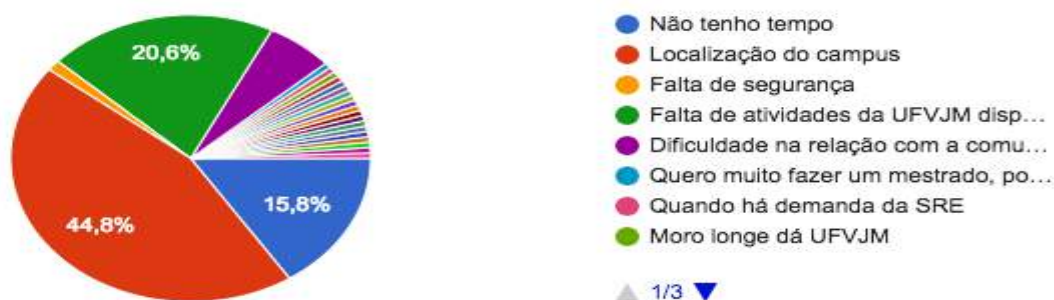 20,6%
44,8%
15,8%
Não tenho tempo
Localização do campus
Falta de segurança
Falta de atividades da UFVJM disp...
Dificuldade na relação com a comu...
Quero muito fazer um mestrado, po...
Quando há demanda da SRE
Moro longe dá UFVJM
1/3